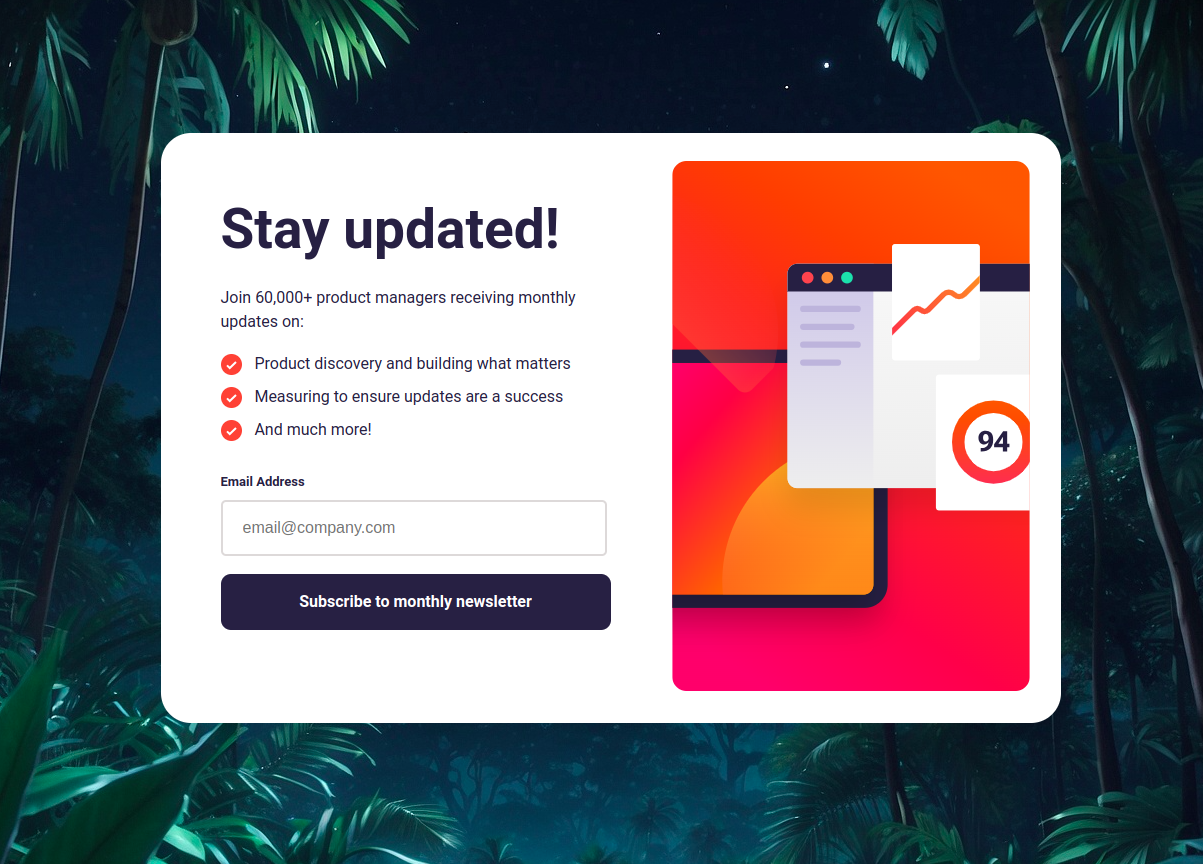 Stay updated!
Join 60,000+ product managers receiving monthly
updates on:
Product discovery and building what matters
Measuring to ensure updates are a success
And much more!
Email Address
email@company.com
Subscribe to monthly newsletter
94